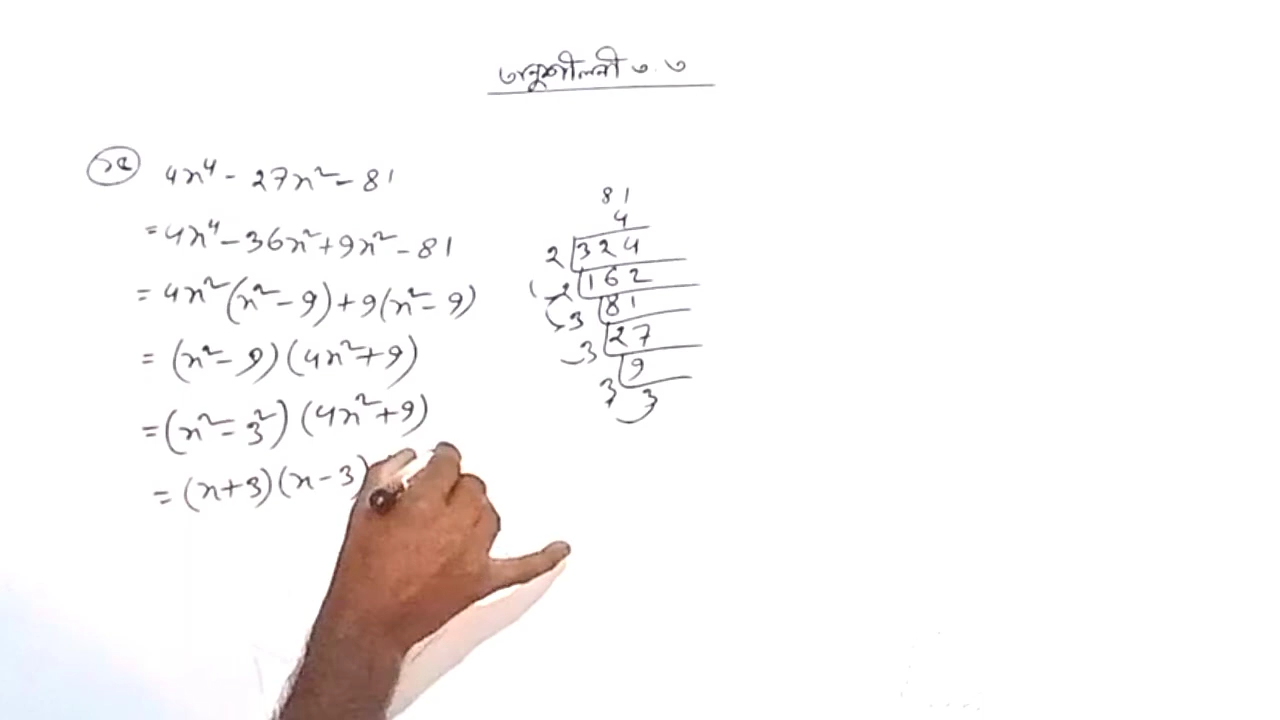 অনুশীলনী ৩.৩
১৫ 4x⁴ - 27x² - 81
= 4x⁴ - 36x² + 9x² - 81
= 4x² (x² - 9) + 9 (x² - 9)
= (x² - 9) (4x² + 9)
= (x² - 3²) (4x² + 9)
= (x + 3) (x - 3)
81
4
2 324
2 162
3 81
3 27
3 9
3